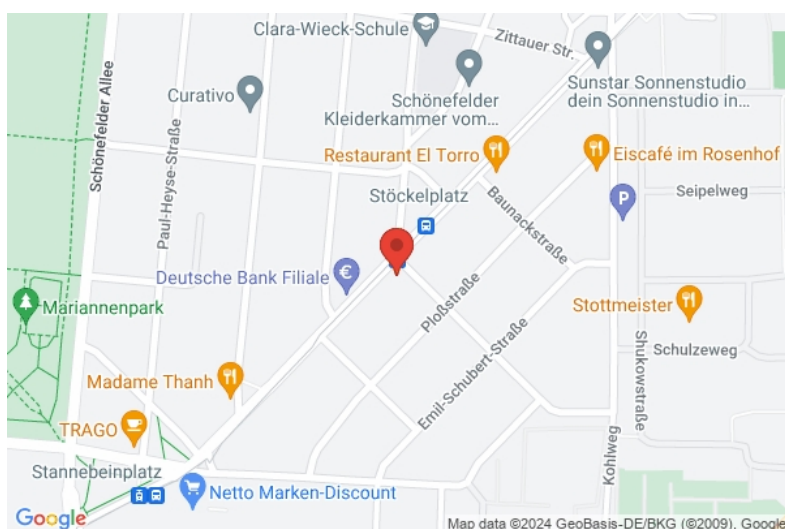 Clara-Wieck-Schule
Zittauer Str.
Schönefelder Allee
Curativo
Paul-Heyse-Straße
Schönefelder
Kleiderkammer vom...
Sunstar Sonnenstudio
dein Sonnenstudio in...
Restaurant El Torro
Eiscafé im Rosenhof
Stöckelplatz
Baunackstraße
Seipelweg
P
Deutsche Bank Filiale
€
Ploßstraße
Mariannenpark
Stottmeister
Emil-Schubert-Straße
Shukowstraße
Schulzeweg
Madame Thanh
TRAGO
Kohlweg
Stannebeinplatz
Netto Marken-Discount
Google
Map data ©2024 GeoBasis-DE/BKG (©2009), Google